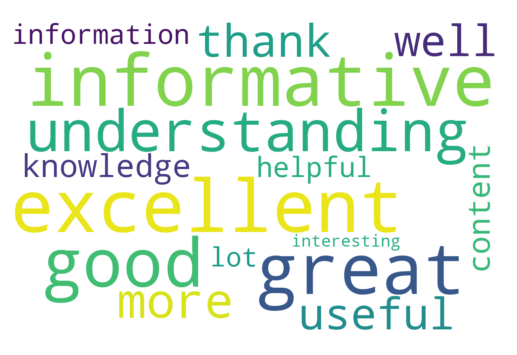 information
thank
well
informative
understanding
knowledge
helpful
content
excellent
good
lot
interesting
great
more
useful